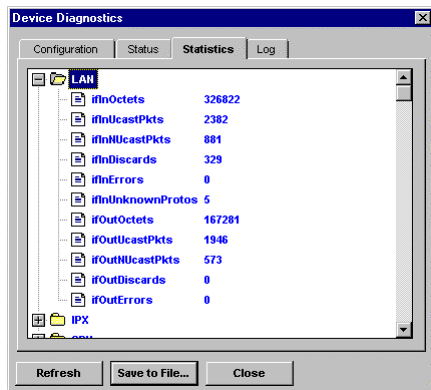 Device Diagnostics
Configuration Status Statistics Log
LAN
ifInOctets 326822
ifInUcastPkts 2382
ifInNUcastPkts 881
ifInDiscards 329
ifInErrors 0
ifInUnknownProtos 5
ifOutOctets 167281
ifOutUcastPkts 1946
ifOutNUcastPkts 573
ifOutDiscards 0
ifOutErrors 0
IPX
Refresh Save to File... Close